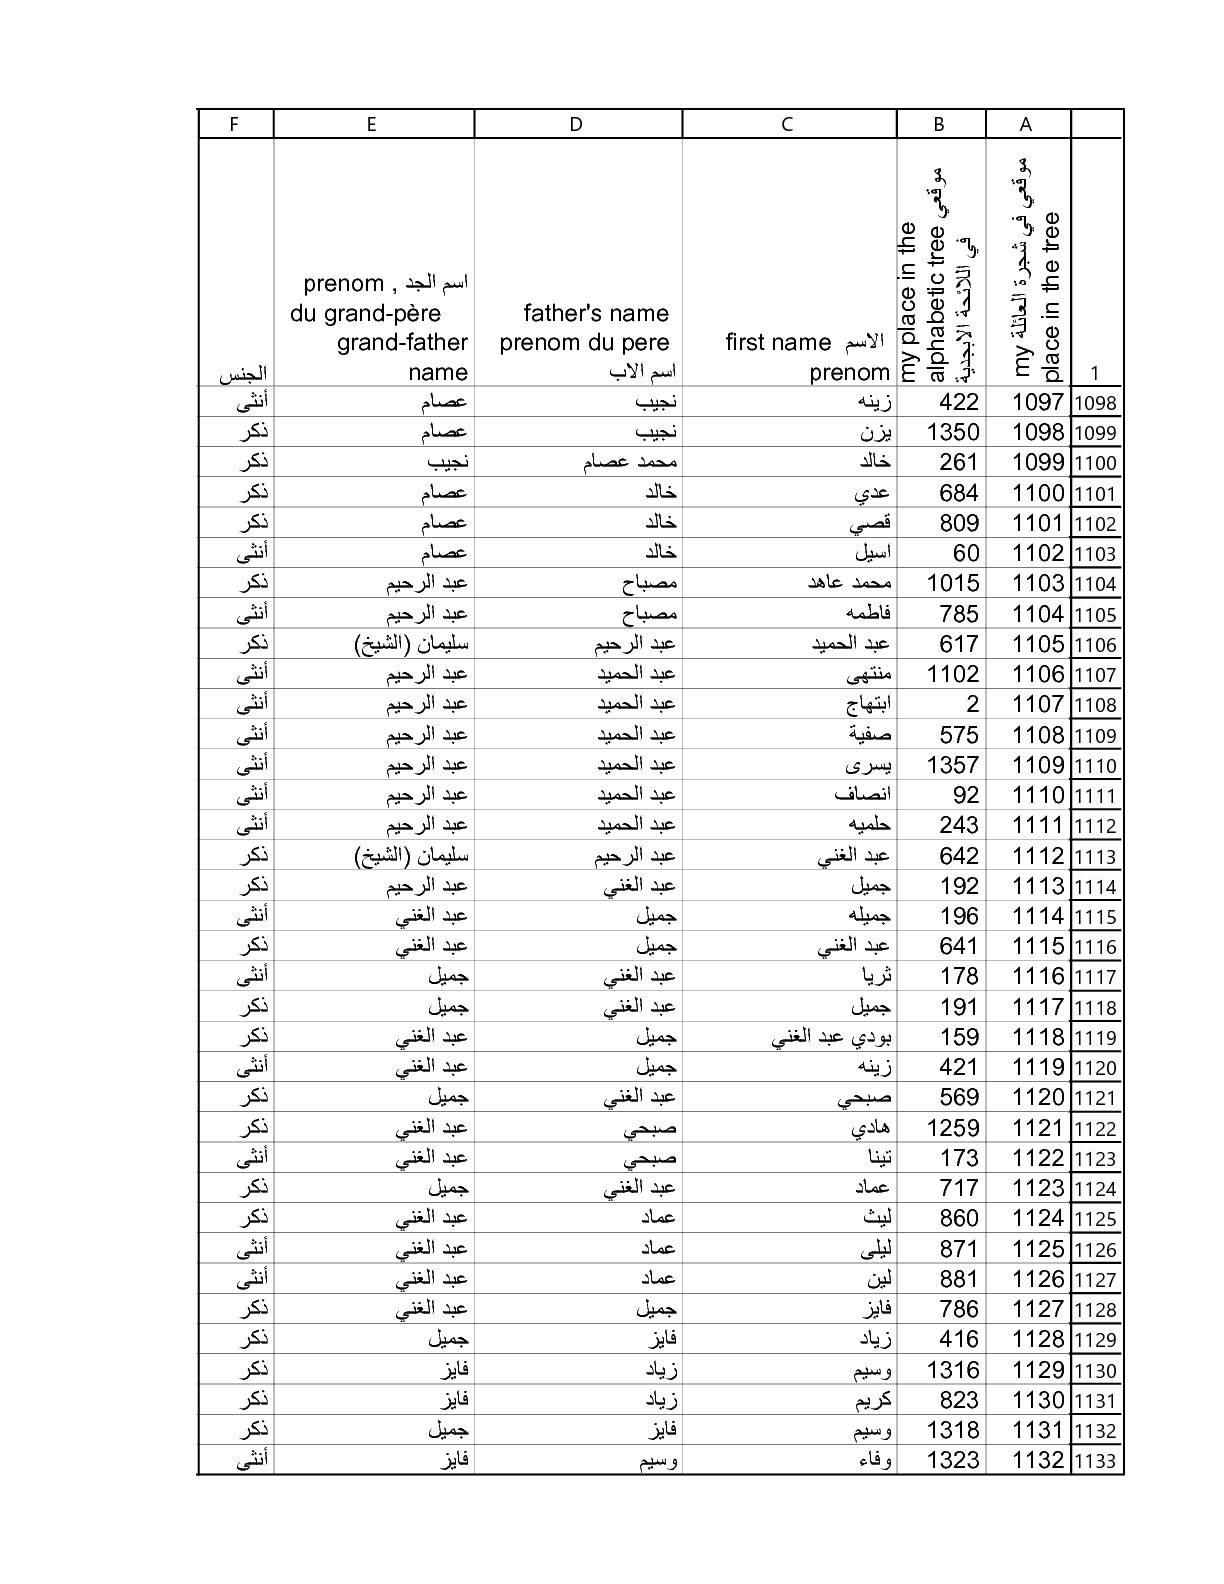 F E D C B A
الجنس
prenom , اسم الجد
du grand-père
grand-father
name
father's name
prenom du pere
اسم الاب
first name الاسم
prenom
my place in the
alphabetic tree موقعي
في اللائحة الابجدية
my موقعي في شجرة العائلة
place in the tree
1
أنثى عصام نجيب زينه 422 1097 1098
ذكر عصام نجيب يزن 1350 1098 1099
ذكر نجيب محمد عصام خالد 261 1099 1100
ذكر عصام خالد عدي 684 1100 1101
ذكر عصام خالد قصي 809 1101 1102
أنثى عصام خالد اسيل 60 1102 1103
ذكر عبد الرحيم مصباح محمد عاهد 1015 1103 1104
أنثى عبد الرحيم مصباح فاطمه 785 1104 1105
ذكر سليمان (الشيخ) عبد الرحيم عبد الحميد 617 1105 1106
أنثى عبد الرحيم عبد الحميد منتهى 1102 1106 1107
أنثى عبد الرحيم عبد الحميد ابتهاج 2 1107 1108
أنثى عبد الرحيم عبد الحميد صفية 575 1108 1109
أنثى عبد الرحيم عبد الحميد يسرى 1357 1109 1110
أنثى عبد الرحيم عبد الحميد انصاف 92 1110 1111
أنثى عبد الرحيم عبد الحميد حلميه 243 1111 1112
ذكر سليمان (الشيخ) عبد الرحيم عبد الغني 642 1112 1113
ذكر عبد الرحيم عبد الغني جميل 192 1113 1114
أنثى عبد الغني جميل جميله 196 1114 1115
ذكر عبد الغني جميل عبد الغني 641 1115 1116
أنثى جميل عبد الغني ثريا 178 1116 1117
ذكر جميل عبد الغني جميل 191 1117 1118
ذكر عبد الغني جميل بودي عبد الغني 159 1118 1119
أنثى عبد الغني جميل زينه 421 1119 1120
ذكر جميل عبد الغني صبحي 569 1120 1121
ذكر عبد الغني صبحي هادي 1259 1121 1122
أنثى عبد الغني صبحي تينا 173 1122 1123
ذكر جميل عبد الغني عماد 717 1123 1124
ذكر عبد الغني عماد ليث 860 1124 1125
أنثى عبد الغني عماد ليلى 871 1125 1126
أنثى عبد الغني عماد لين 881 1126 1127
ذكر عبد الغني جميل فايز 786 1127 1128
ذكر جميل فايز زياد 416 1128 1129
ذكر فايز زياد وسيم 1316 1129 1130
ذكر فايز زياد كريم 823 1130 1131
ذكر جميل فايز وسيم 1318 1131 1132
أنثى فايز وسيم وفاء 1323 1132 1133